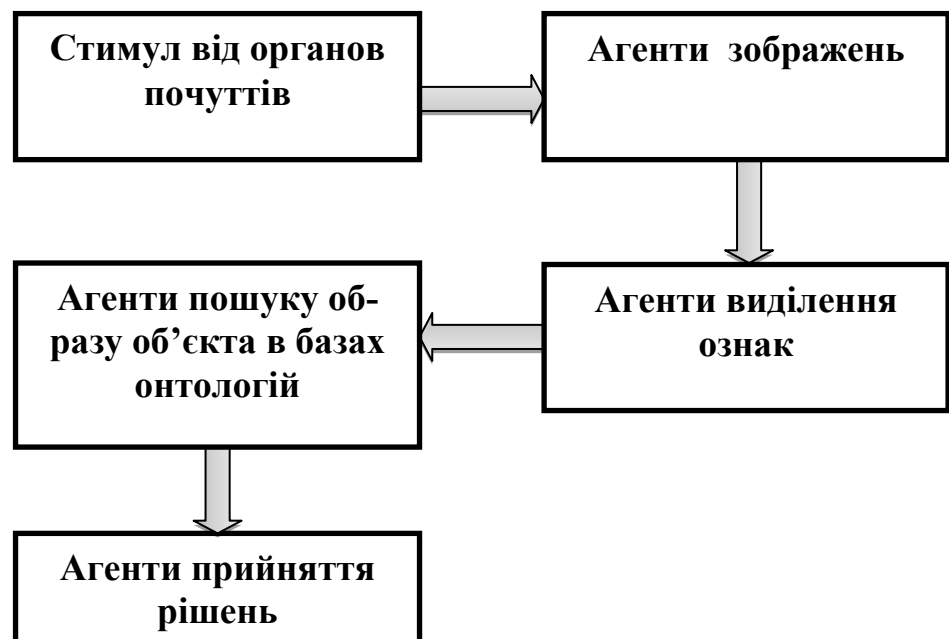 Стимул від органов
почуттів
Агенти зображень
Агенти виділення
ознак
Агенти пошуку об-
разу об’єкта в базах
онтологій
Агенти прийняття
рішень